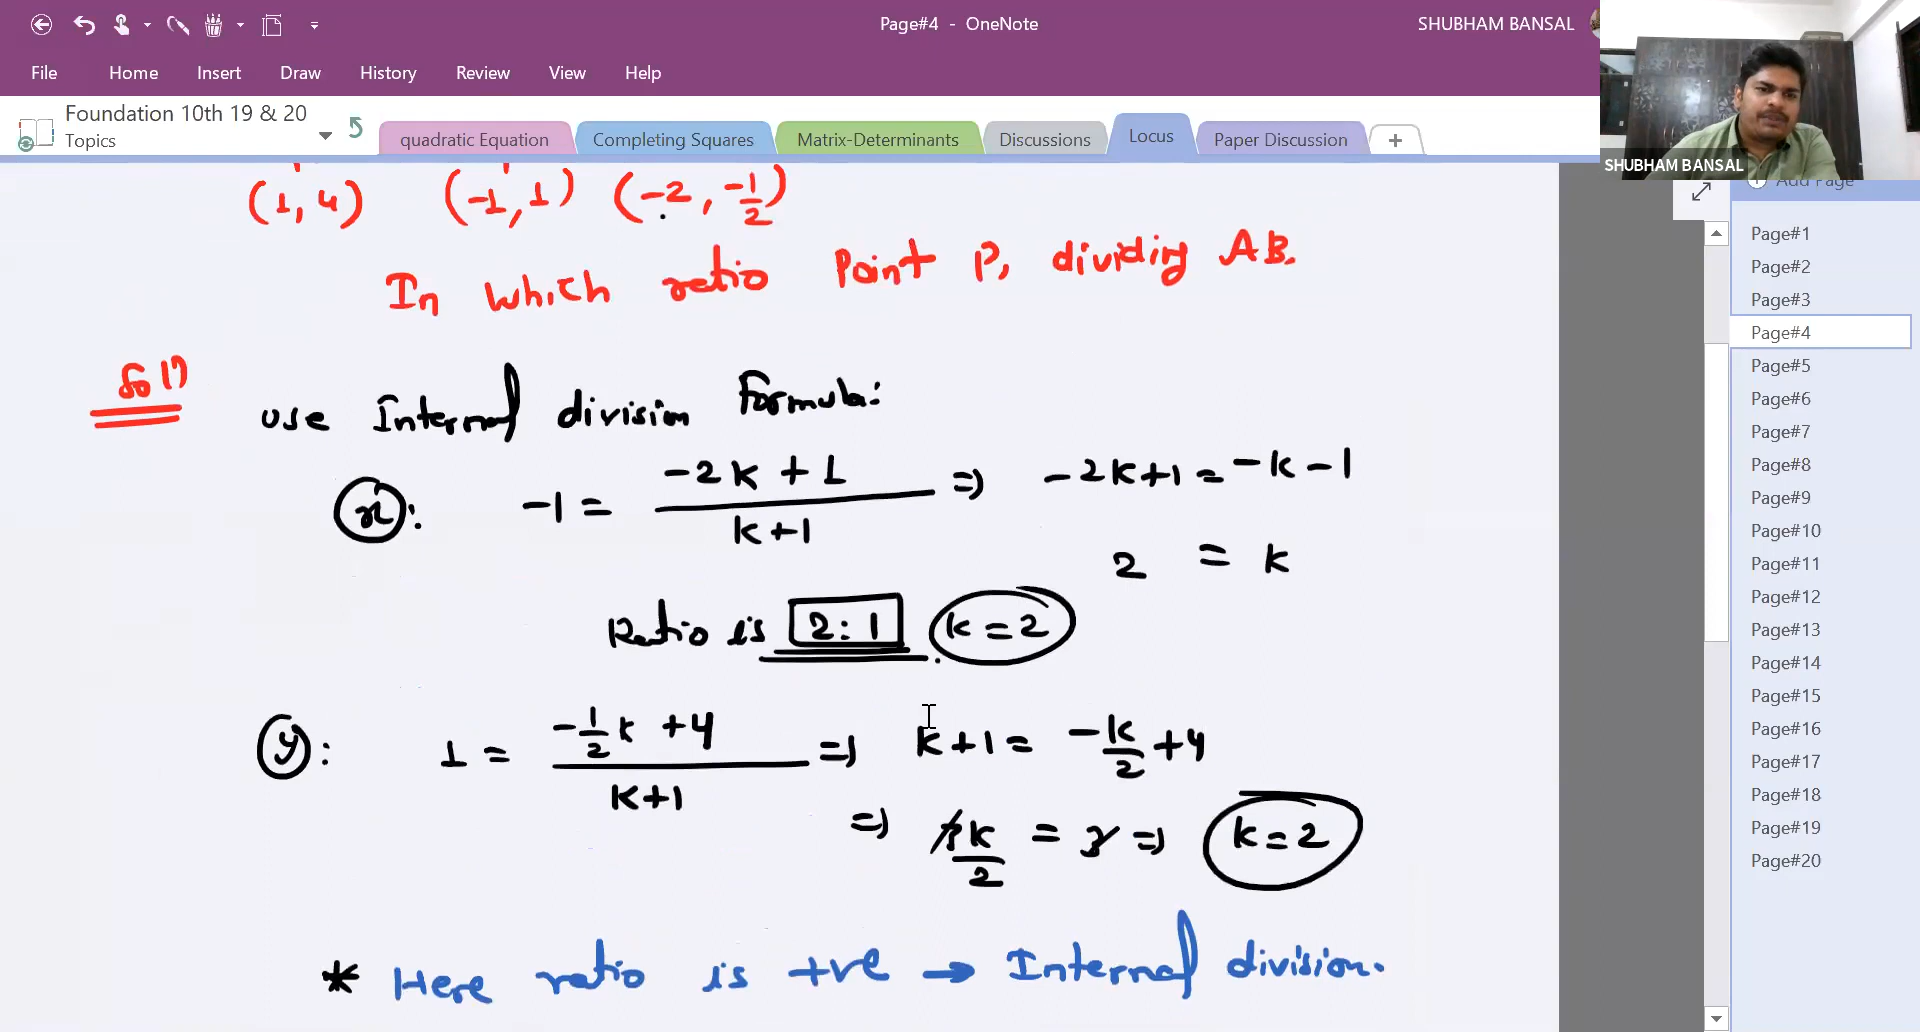 Page#4 - OneNote
SHUBHAM BANSAL
File Home Insert Draw History Review View Help
SHUBHAM BANSAL
Foundation 10th 19 & 20
Topics
quadratic Equation Completing Squares Matrix-Determinants Discussions Locus Paper Discussion +
Add Page
Page#1
Page#2
Page#3
Page#4
Page#5
Page#6
Page#7
Page#8
Page#9
Page#10
Page#11
Page#12
Page#13
Page#14
Page#15
Page#16
Page#17
Page#18
Page#19
Page#20
(1, 4) (-1, 1) (-2, -1/2)
In which ratio Point P, dividing AB.
Sol?)
use Internal division Formula:
x: -1 = (-2k + 1)/(k+1) => -2k+1 = -k-1
2 = k
Ratio is 2:1. k=2
y: 1 = (-1/2 k + 4)/(k+1) => k+1 = -k/2 + 4
=> 3k/2 = 3 => k=2
* Here ratio is +ve → Internal division.